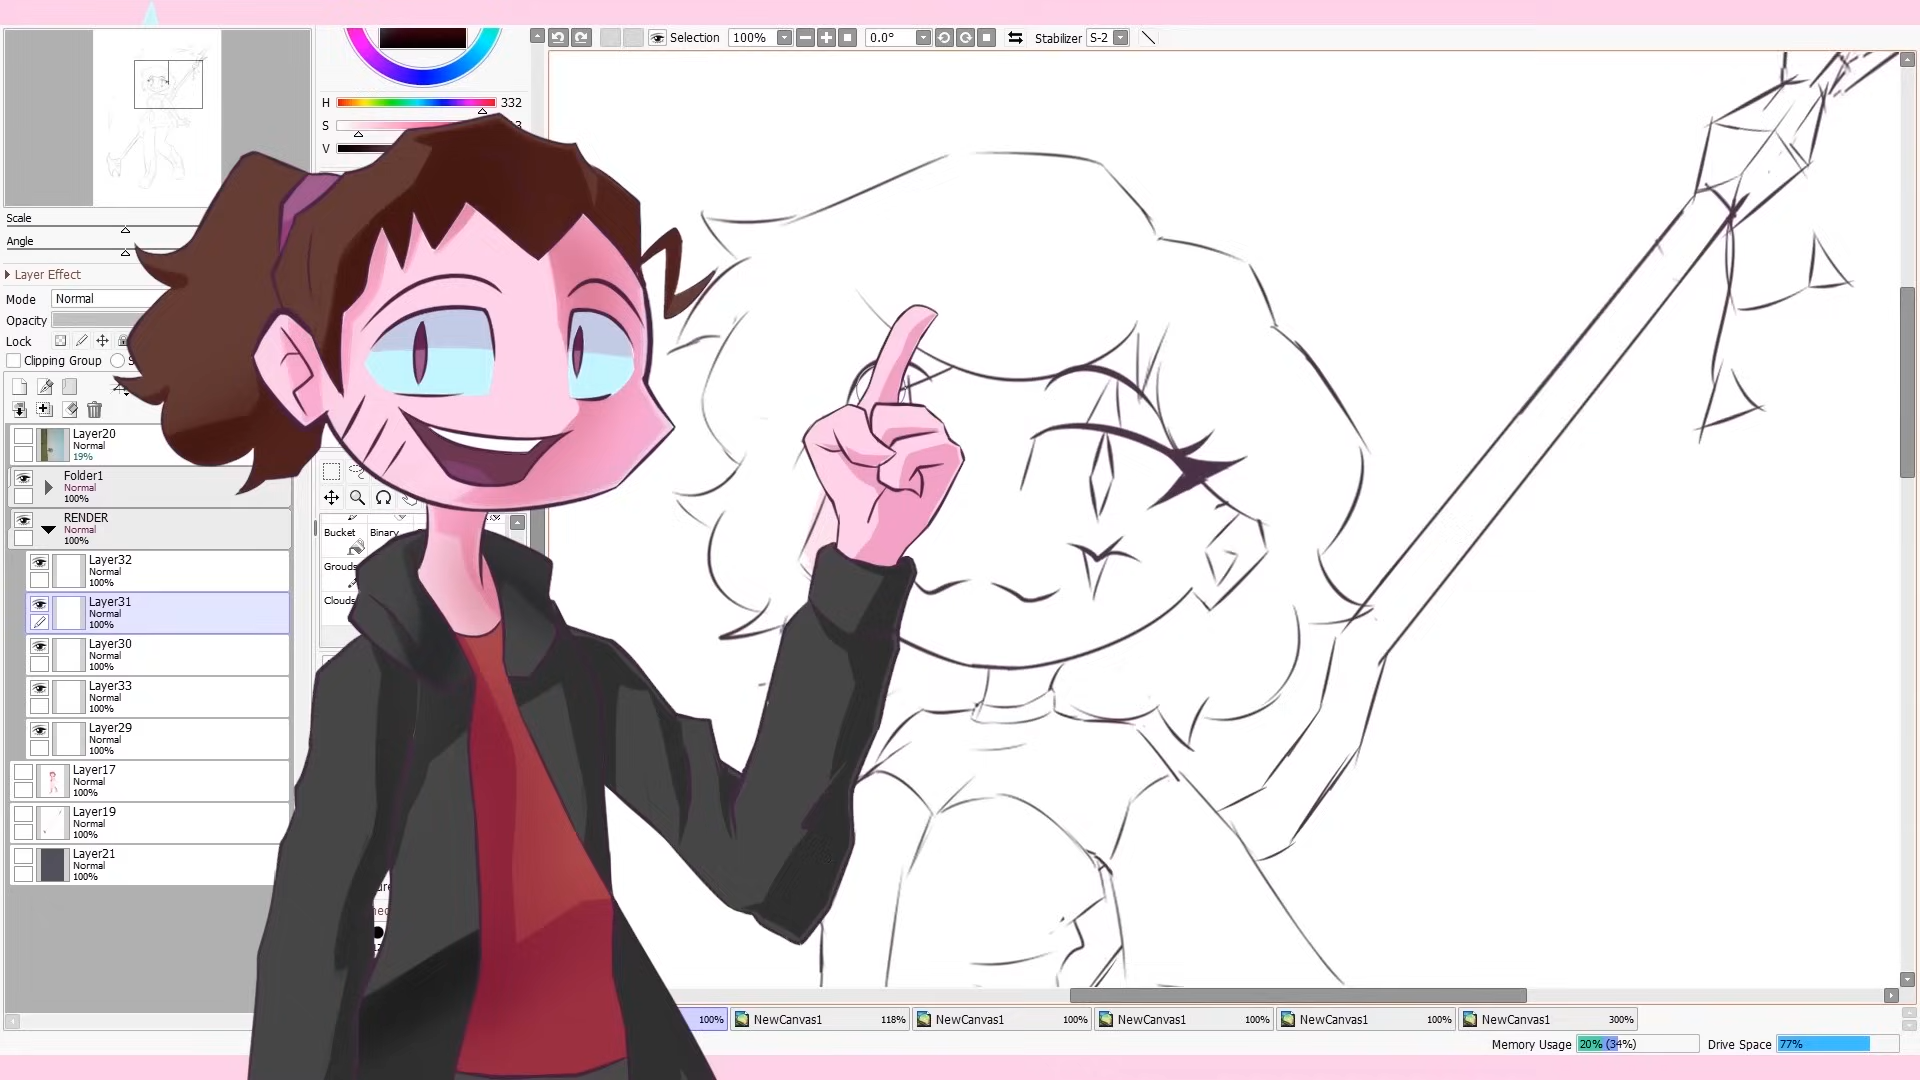 Selection 100% 0.0° Stabilizer S-2
H 332
S
V
Scale
Angle
Layer Effect
Mode Normal
Opacity
Lock
Clipping Group
Layer20
Normal
19%
Folder1
Normal
100%
RENDER
Normal
100%
Layer32
Normal
100%
Layer31
Normal
100%
Layer30
Normal
100%
Layer33
Normal
100%
Layer29
Normal
100%
Layer17
Normal
100%
Layer19
Normal
100%
Layer21
Normal
100%
Bucket Binary
Clouds
100% NewCanvas1 118% NewCanvas1 100% NewCanvas1 100% NewCanvas1 100% NewCanvas1 300%
Memory Usage 20% (34%) Drive Space 77%